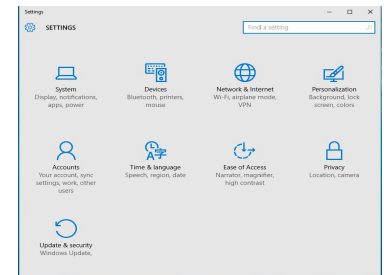 Settings
SETTINGS
Find a setting
System
Display, notifications,
apps, power
Devices
Bluetooth, printers,
mouse
Network & Internet
Wi-Fi, airplane mode,
VPN
Personalization
Background, lock
screen, colors
Accounts
Your account, sync
settings, work, other
users
Time & language
Speech, region, date
Ease of Access
Narrator, magnifier,
high contrast
Privacy
Location, camera
Update & security
Windows Update,